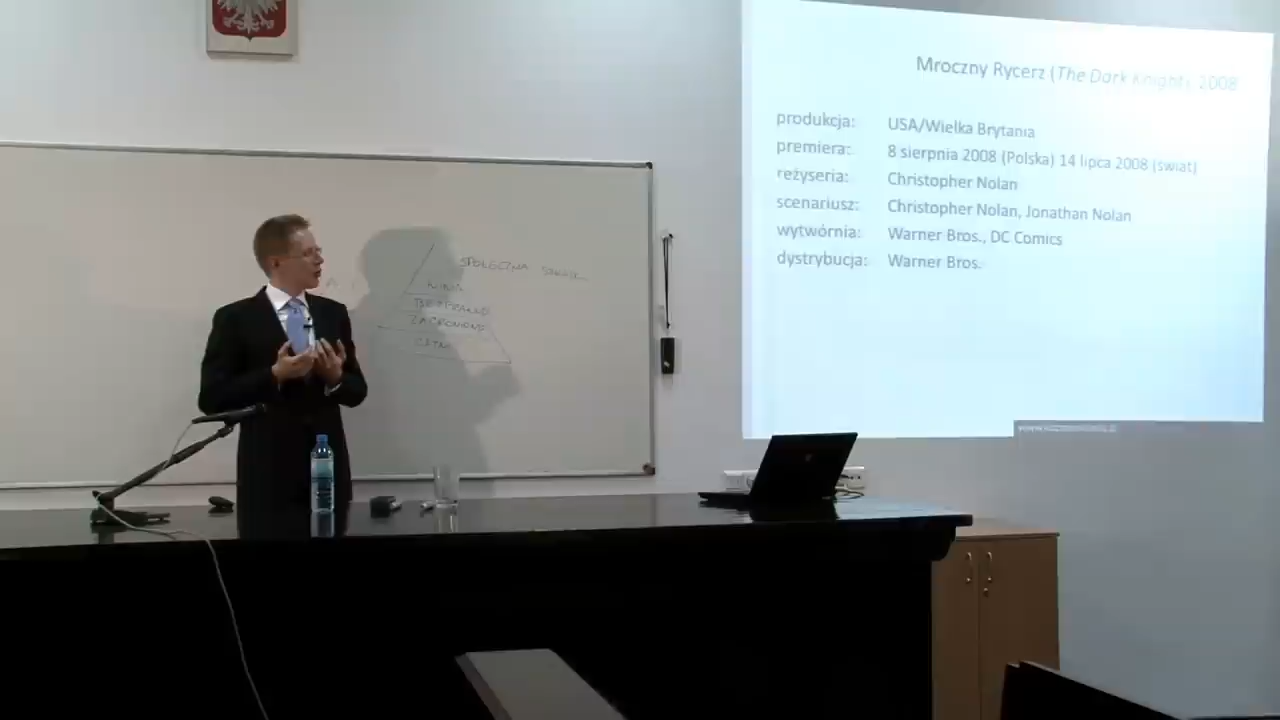 Mroczny Rycerz (The Dark Knight) 2008
produkcja: USA/Wielka Brytania
premiera: 8 sierpnia 2008 (Polska) 14 lipca 2008 (świat)
reżyseria: Christopher Nolan
scenariusz: Christopher Nolan, Jonathan Nolan
wytwórnia: Warner Bros., DC Comics
dystrybucja: Warner Bros.
SPOŁECZNA